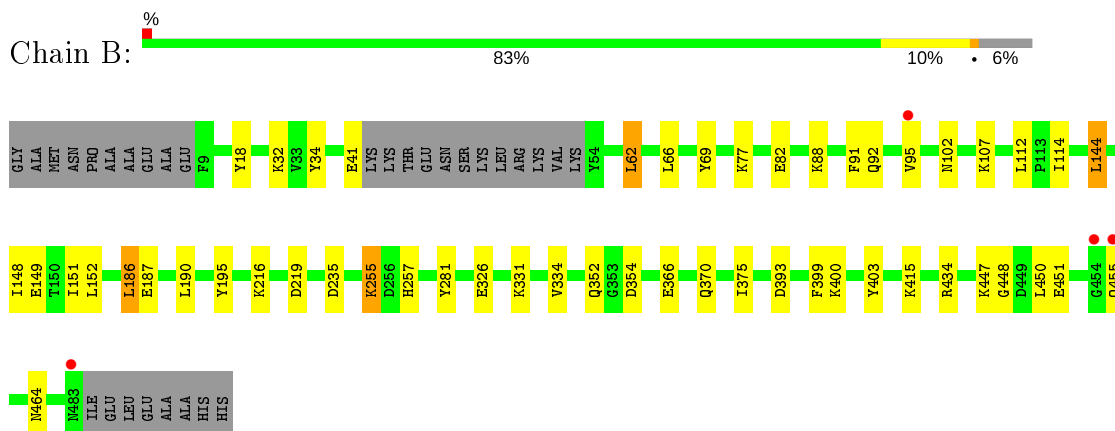 %
Chain B:
83% 10% • 6%
GLY ALA MET ASN PRO ALA ALA GLU ALA GLU F9 Y18 K32 V33 Y34 E41 LYS LYS THR GLU ASN SER LYS LEU ARG LYS VAL LYS Y54 L62 L66 Y69 K77 E82 K88 F91 Q92 V95 N102 K107 L112 P113 I114 L144
I148 E149 T150 I151 L152 L186 E187 L190 Y195 K216 D219 D235 K255 D256 H257 Y281 E326 K331 V334 Q352 G353 D354 E366 Q370 I375 D393 F399 K400 Y403 K415 R434 K447 G448 D449 L450 E451 G454
N464 N483 ILE GLU LEU GLU ALA ALA HIS HIS